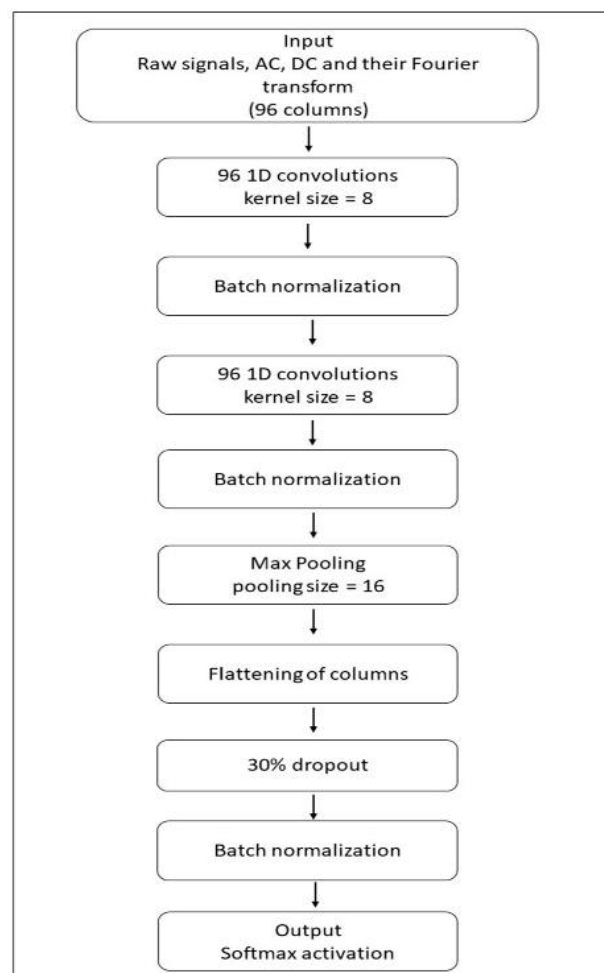 Input
Raw signals, AC, DC and their Fourier
transform
(96 columns)
96 1D convolutions
kernel size = 8
Batch normalization
96 1D convolutions
kernel size = 8
Batch normalization
Max Pooling
pooling size = 16
Flattening of columns
30% dropout
Batch normalization
Output
Softmax activation